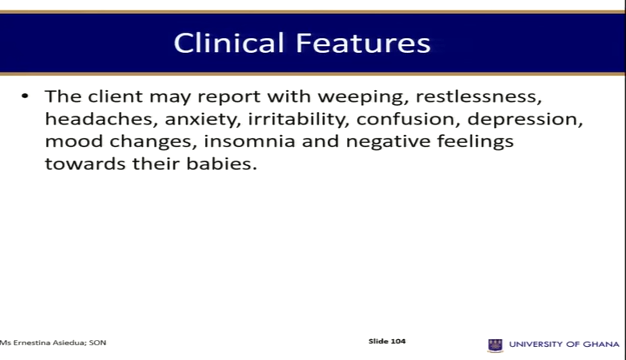 Clinical Features
• The client may report with weeping, restlessness,
headaches, anxiety, irritability, confusion, depression,
mood changes, insomnia and negative feelings
towards their babies.
Ms Ernestina Asiedua; SON
Slide 104
UNIVERSITY OF GHANA